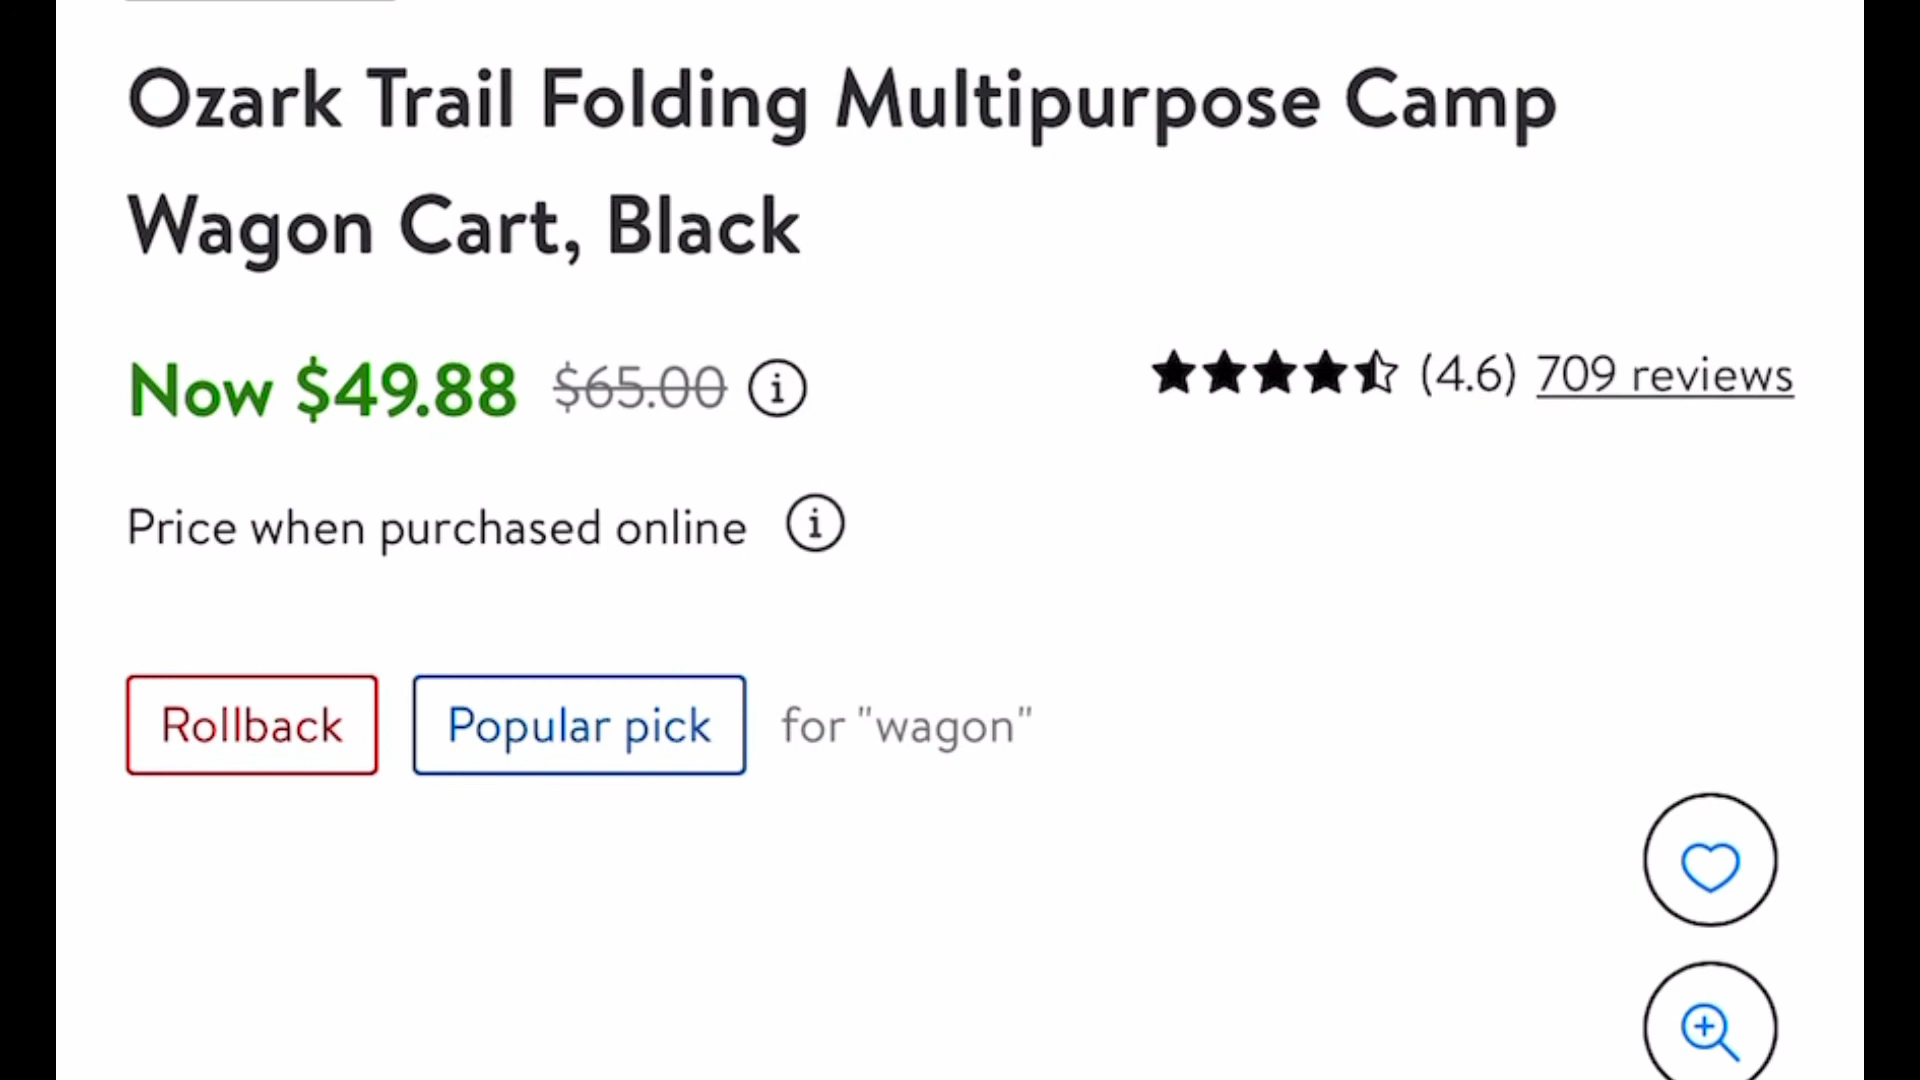 Ozark Trail Folding Multipurpose Camp
Wagon Cart, Black
Now $49.88 $65.00
(4.6) 709 reviews
Price when purchased online
Rollback Popular pick for "wagon"